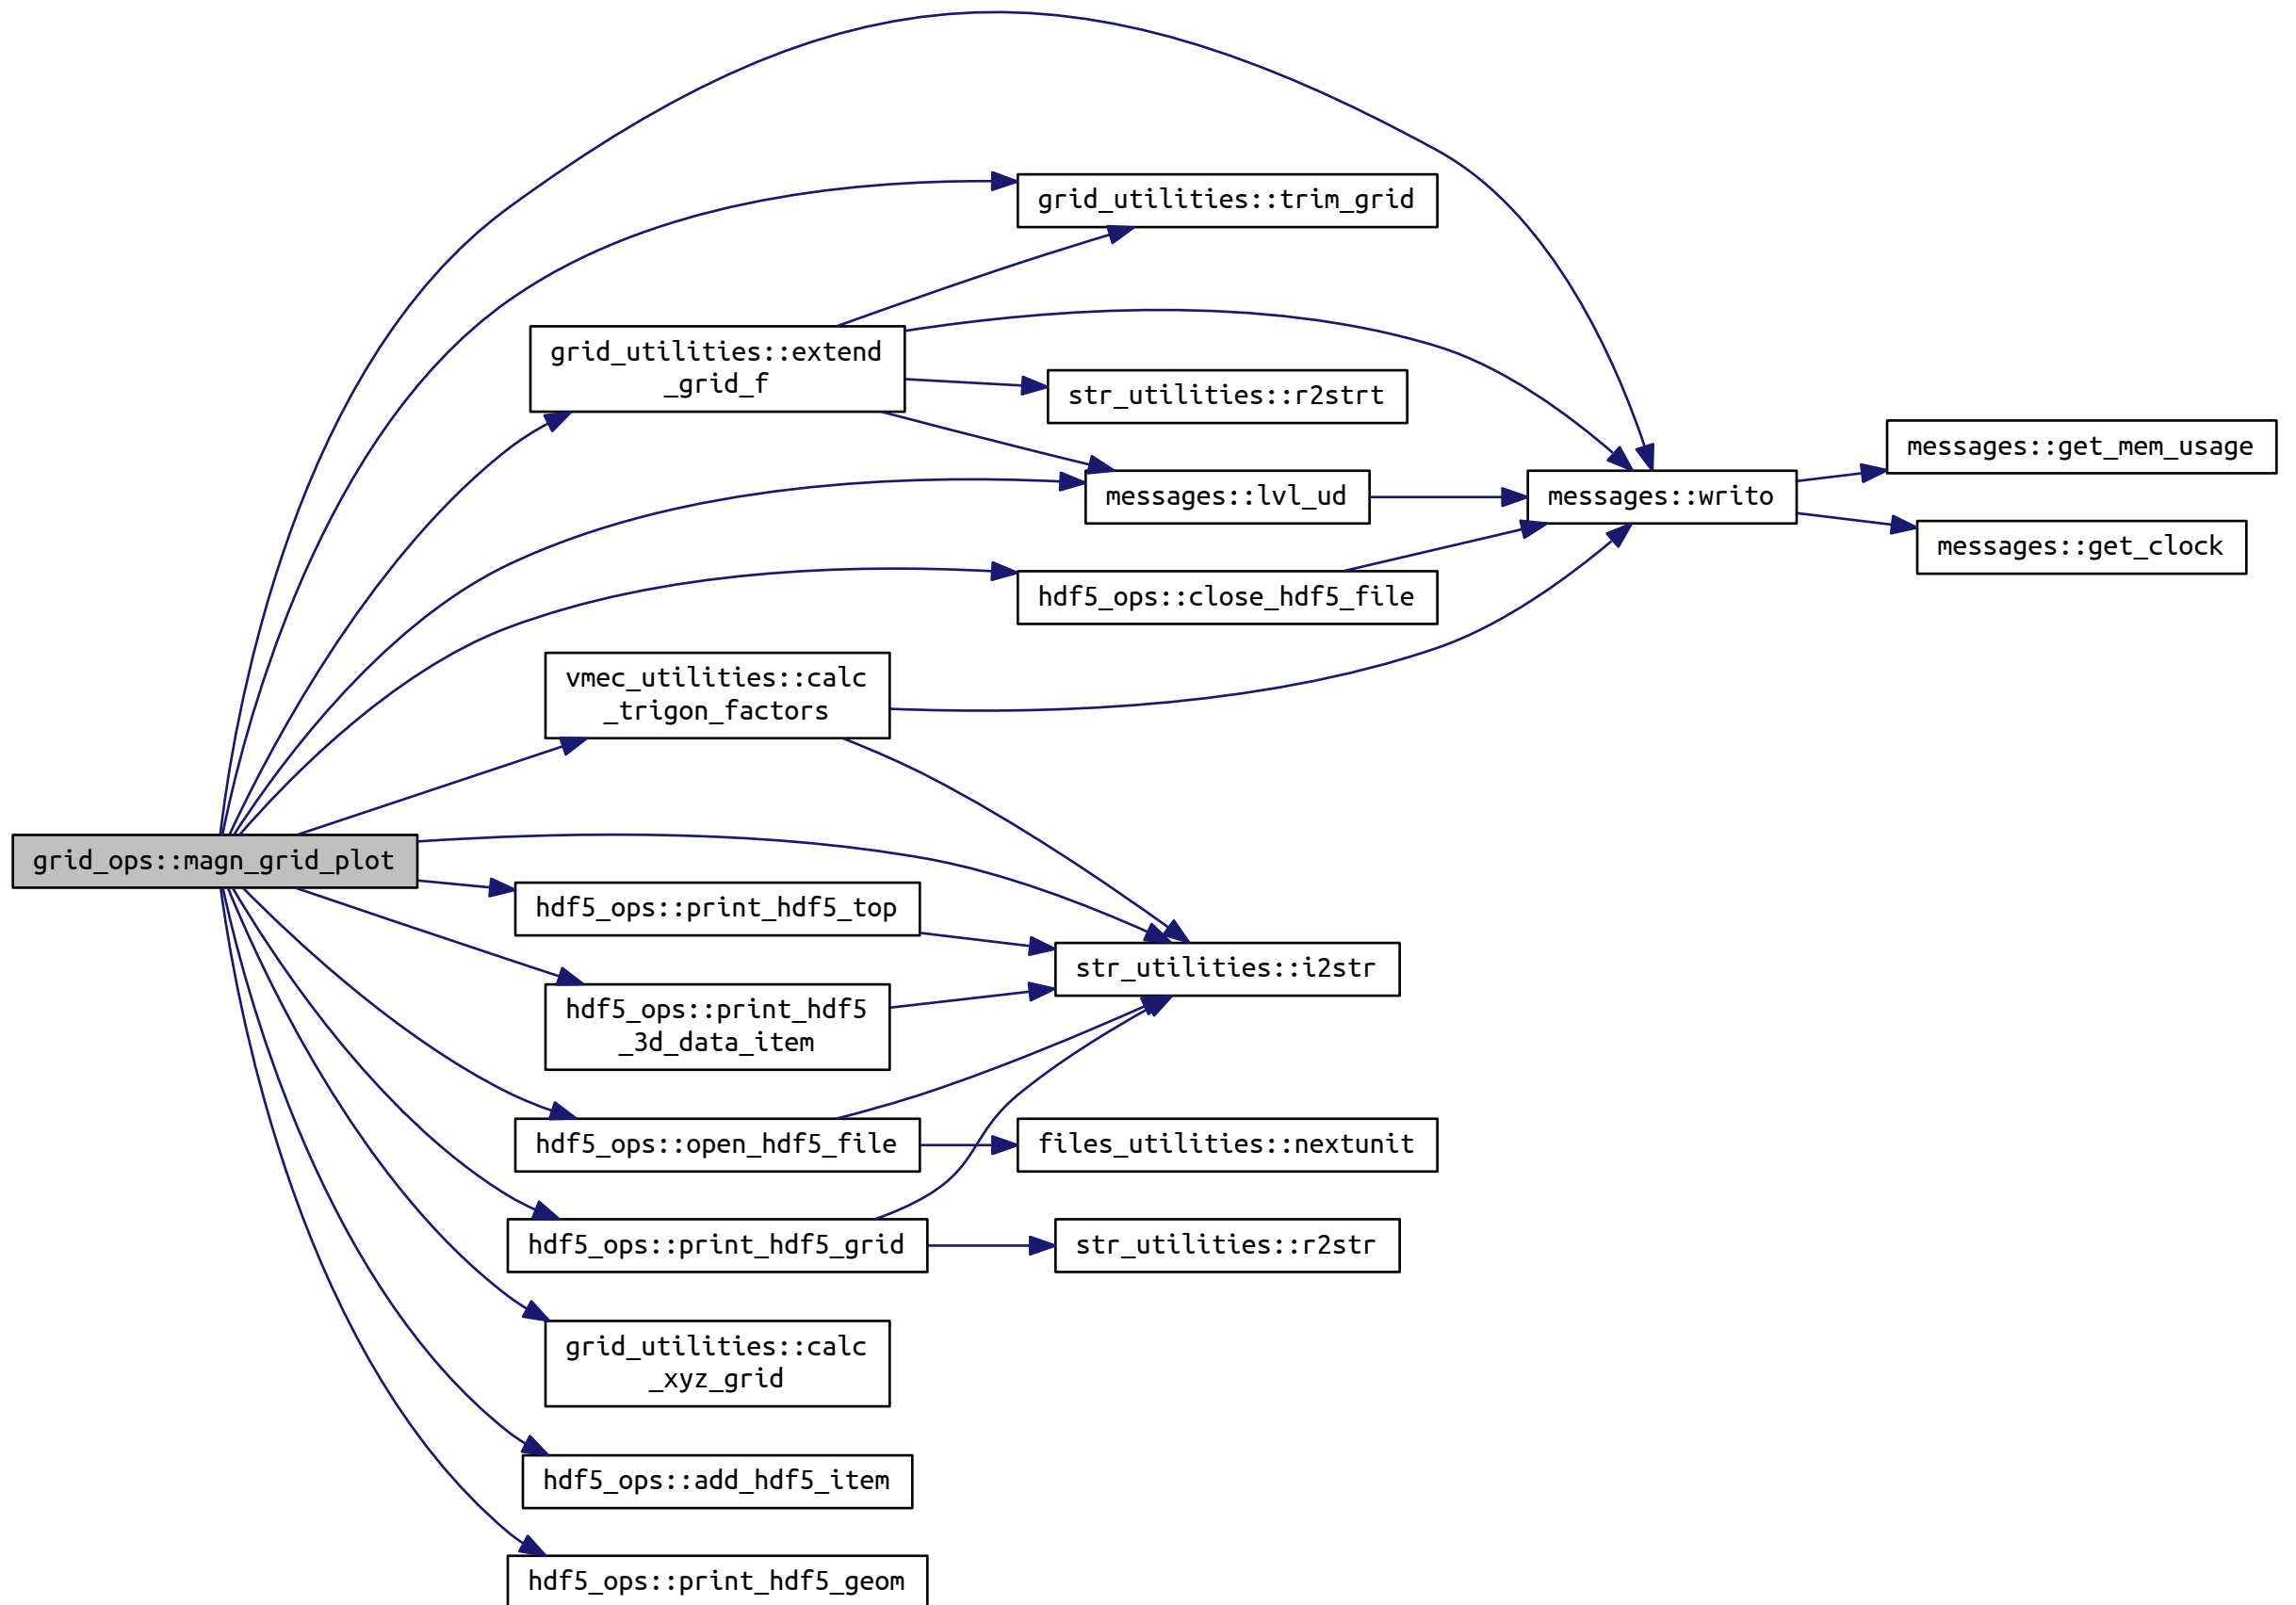 grid_utilities::trim_grid
grid_utilities::extend
_grid_f
str_utilities::r2strt
messages::get_mem_usage
messages::lvl_ud
messages::writo
messages::get_clock
hdf5_ops::close_hdf5_file
vmec_utilities::calc
_trigon_factors
grid_ops::magn_grid_plot
hdf5_ops::print_hdf5_top
str_utilities::i2str
hdf5_ops::print_hdf5
_3d_data_item
hdf5_ops::open_hdf5_file
files_utilities::nextunit
hdf5_ops::print_hdf5_grid
str_utilities::r2str
grid_utilities::calc
_xyz_grid
hdf5_ops::add_hdf5_item
hdf5_ops::print_hdf5_geom